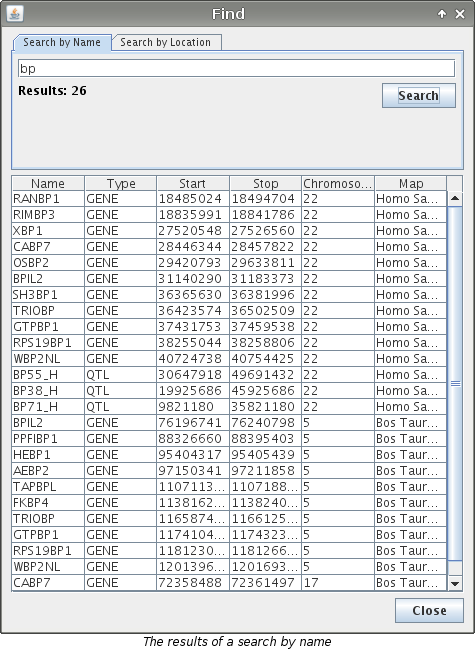 Find
Search by Name Search by Location
bp
Results: 26
Search
Name Type Start Stop Chromoso... Map
RANBP1 GENE 18485024 18494704 22 Homo Sa...
RIMBP3 GENE 18835991 18841786 22 Homo Sa...
XBP1 GENE 27520548 27526560 22 Homo Sa...
CABP7 GENE 28446344 28457822 22 Homo Sa...
OSBP2 GENE 29420793 29633811 22 Homo Sa...
BPIL2 GENE 31140290 31183373 22 Homo Sa...
SH3BP1 GENE 36365630 36381996 22 Homo Sa...
TRIOBP GENE 36423574 36502509 22 Homo Sa...
GTPBP1 GENE 37431753 37459538 22 Homo Sa...
RPS19BP1 GENE 38255044 38258806 22 Homo Sa...
WBP2NL GENE 40724738 40754425 22 Homo Sa...
BP55_H QTL 30647918 49691432 22 Homo Sa...
BP38_H QTL 19925686 45925686 22 Homo Sa...
BP71_H QTL 9821180 35821180 22 Homo Sa...
BPIL2 GENE 76196741 76240798 5 Bos Taur...
PPFIBP1 GENE 88326660 88395403 5 Bos Taur...
HEBP1 GENE 95404317 95405439 5 Bos Taur...
AEBP2 GENE 97150341 97211858 5 Bos Taur...
TAPBPL GENE 1107113... 1107188... 5 Bos Taur...
FKBP4 GENE 1138162... 1138240... 5 Bos Taur...
TRIOBP GENE 1165874... 1166125... 5 Bos Taur...
GTPBP1 GENE 1174104... 1174323... 5 Bos Taur...
RPS19BP1 GENE 1181230... 1181266... 5 Bos Taur...
WBP2NL GENE 1201396... 1201693... 5 Bos Taur...
CABP7 GENE 72358488 72361497 17 Bos Taur...
Close
The results of a search by name